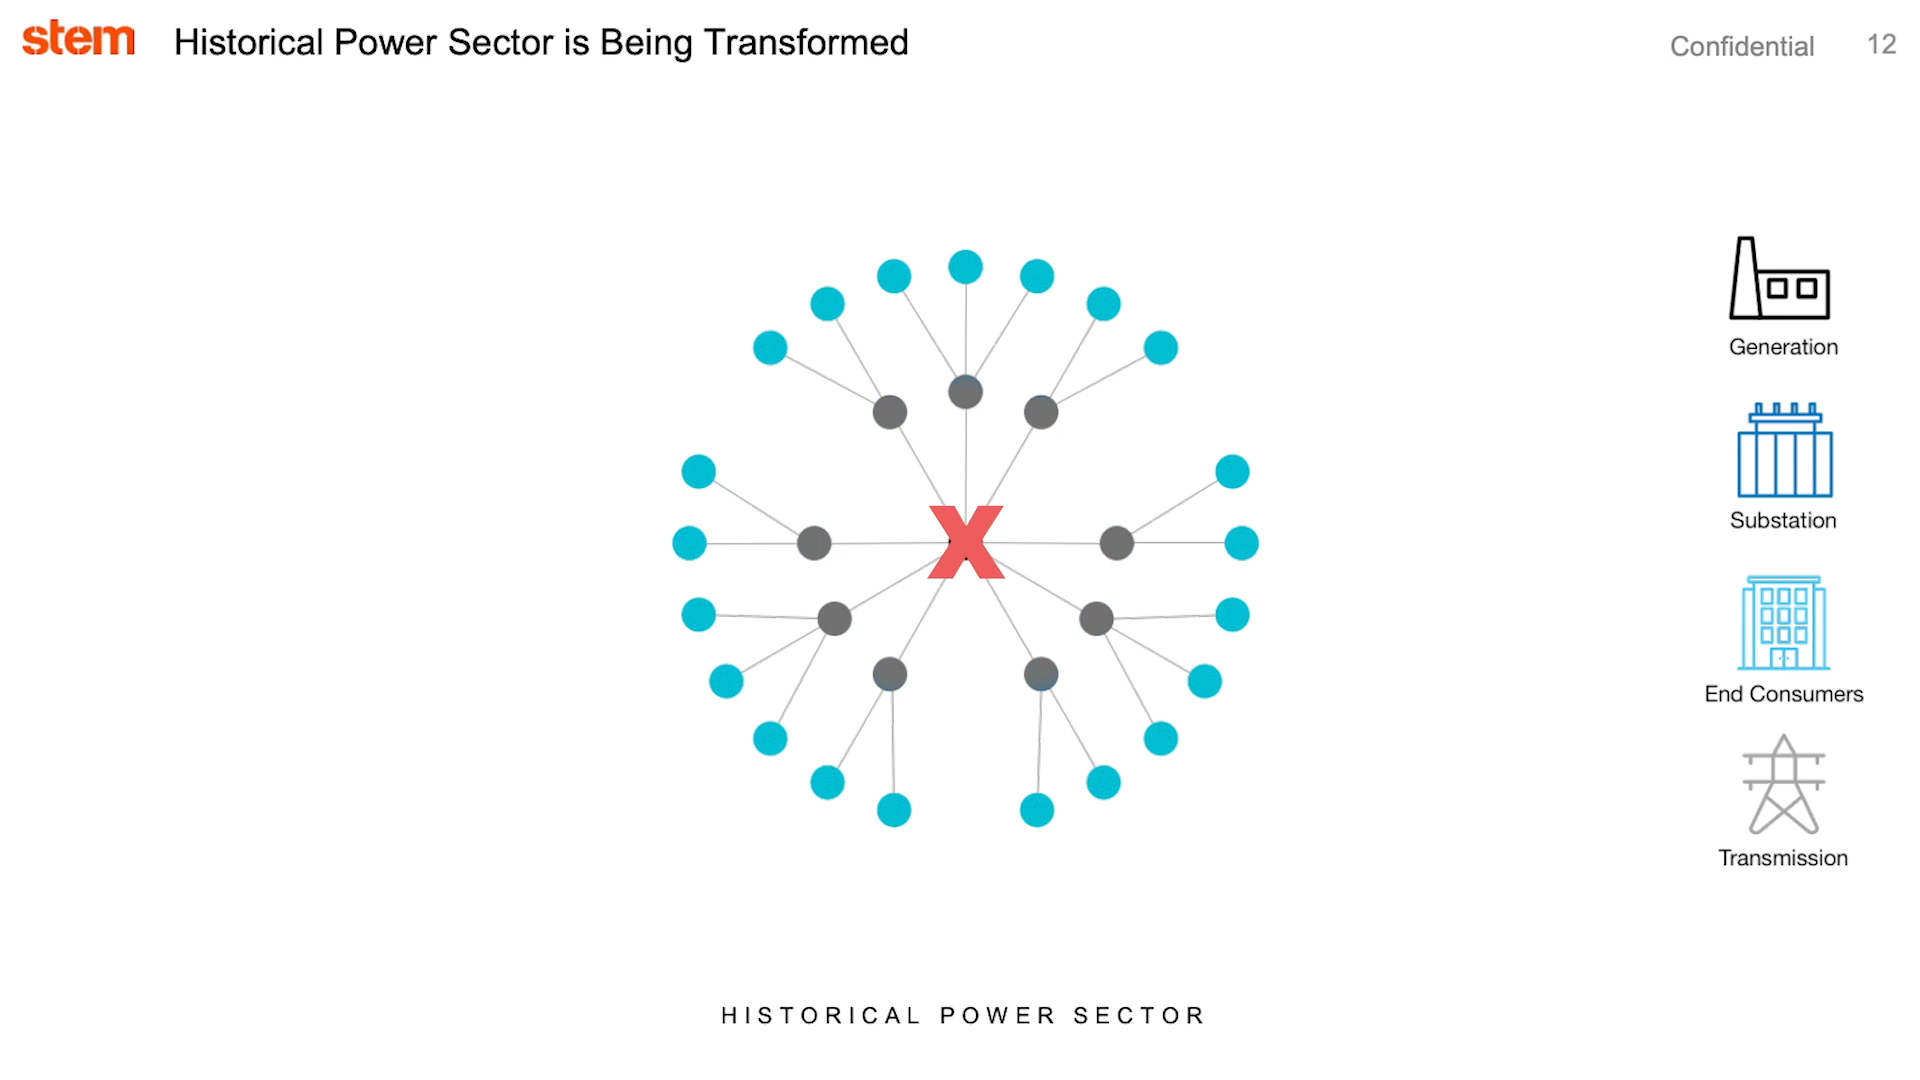 stem
Historical Power Sector is Being Transformed
Confidential
12
X
Generation
Substation
End Consumers
Transmission
HISTORICAL POWER SECTOR